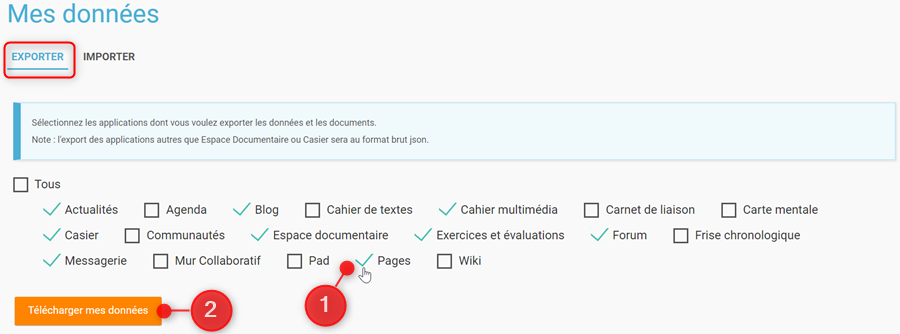 Mes données
EXPORTER IMPORTER
Sélectionnez les applications dont vous voulez exporter les données et les documents.
Note : l'export des applications autres que Espace Documentaire ou Casier sera au format brut json.
Tous
Actualités Agenda Blog Cahier de textes Cahier multimédia Carnet de liaison Carte mentale
Casier Communautés Espace documentaire Exercices et évaluations Forum Frise chronologique
Messagerie Mur Collaboratif Pad Pages Wiki
1
Télécharger mes données 2